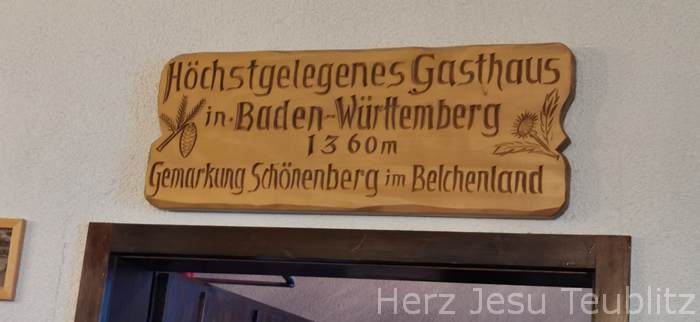 Höchstgelegenes Gasthaus
in Baden-Württemberg
1360m
Gemarkung Schönenberg im Belchenland
Herz Jesu Teublitz